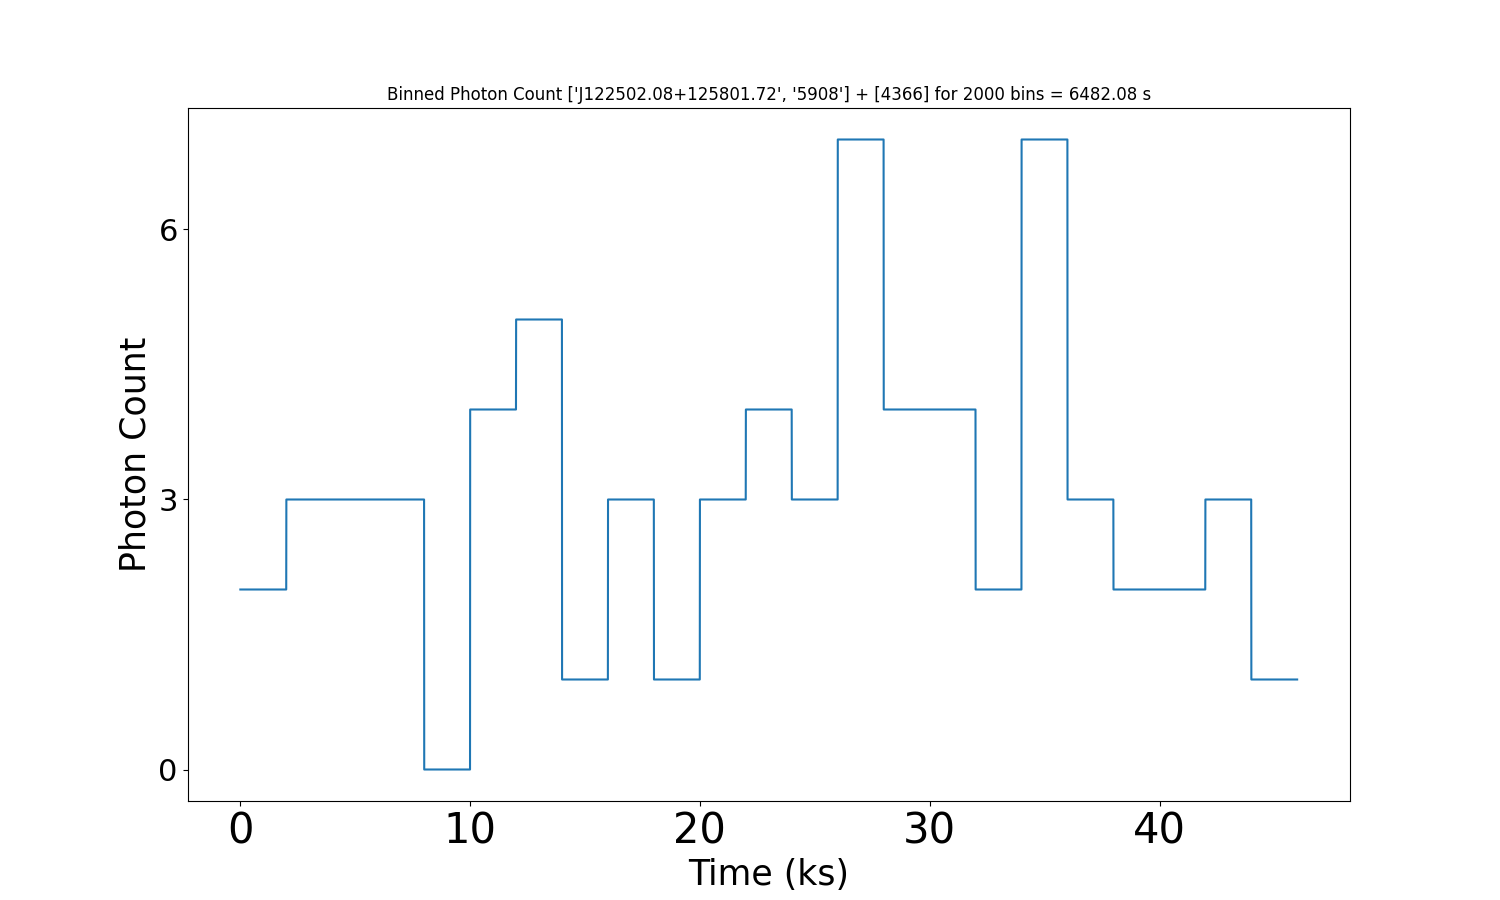 Binned Photon Count ['J122502.08+125801.72', '5908'] + [4366] for 2000 bins = 6482.08 s
6
3
0
Photon Count
0 10 20 30 40
Time (ks)